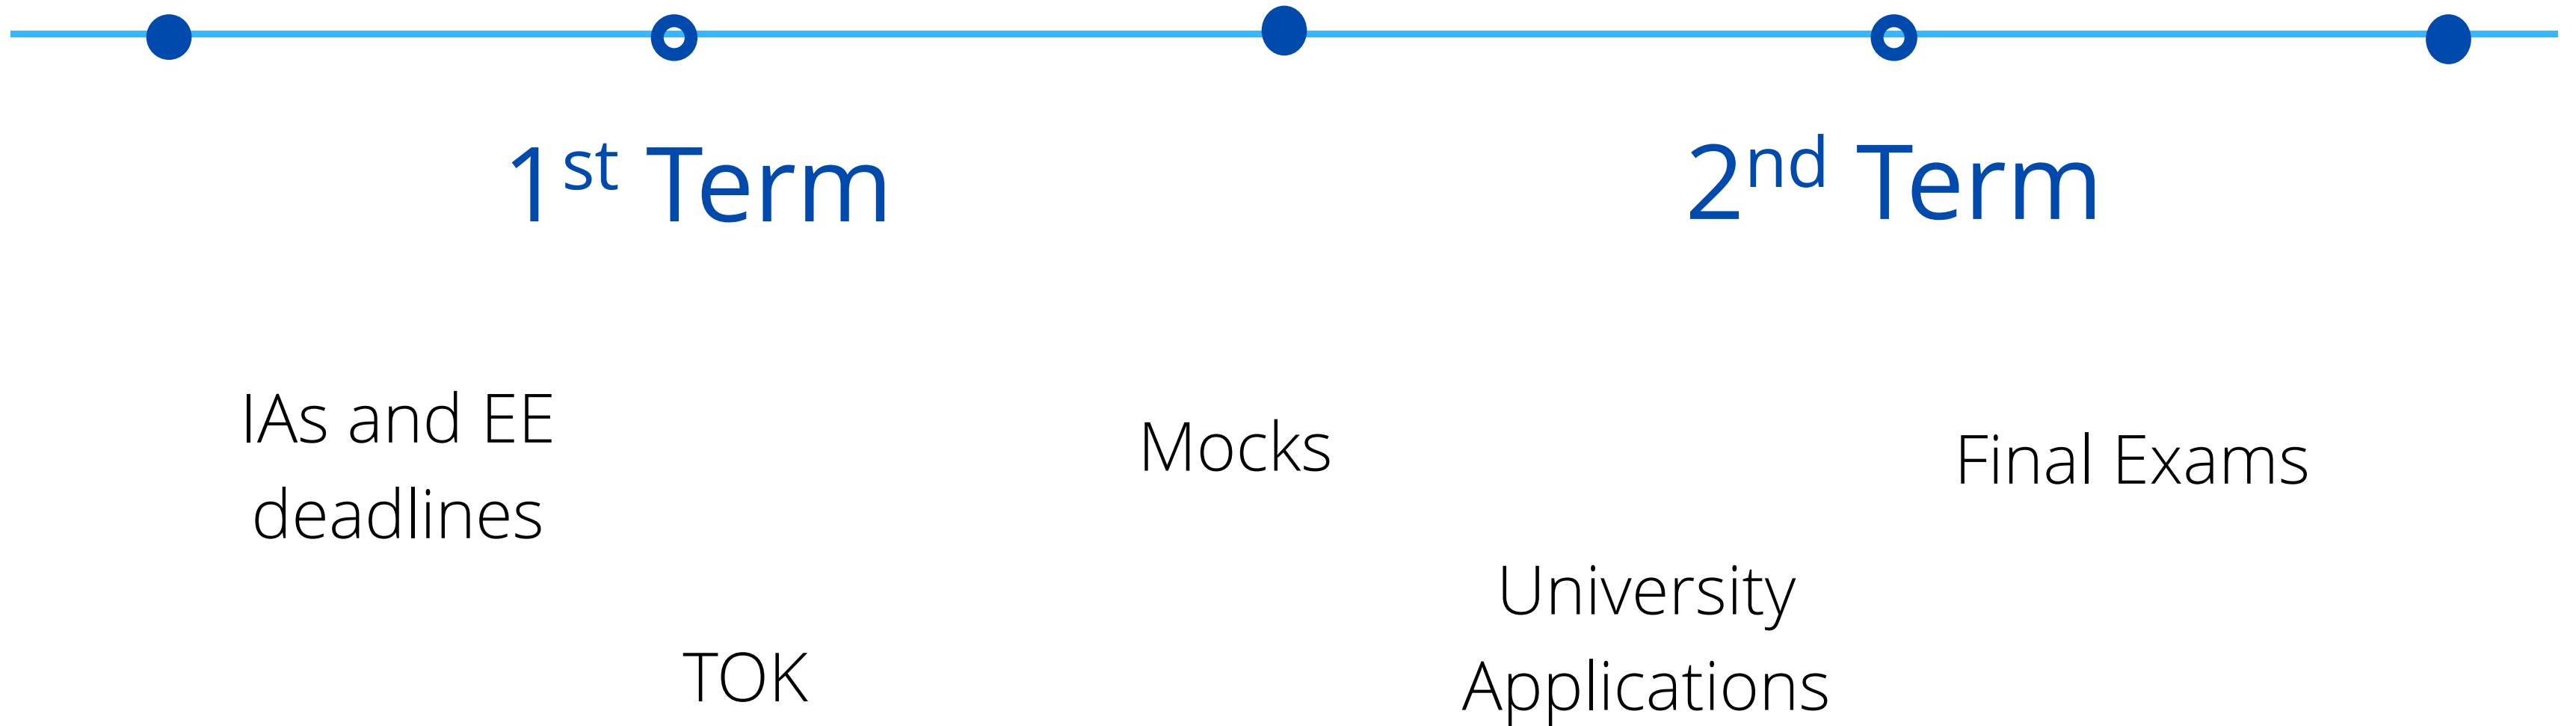 1st Term
2nd Term
IAs and EE
deadlines
TOK
Mocks
University
Applications
Final Exams